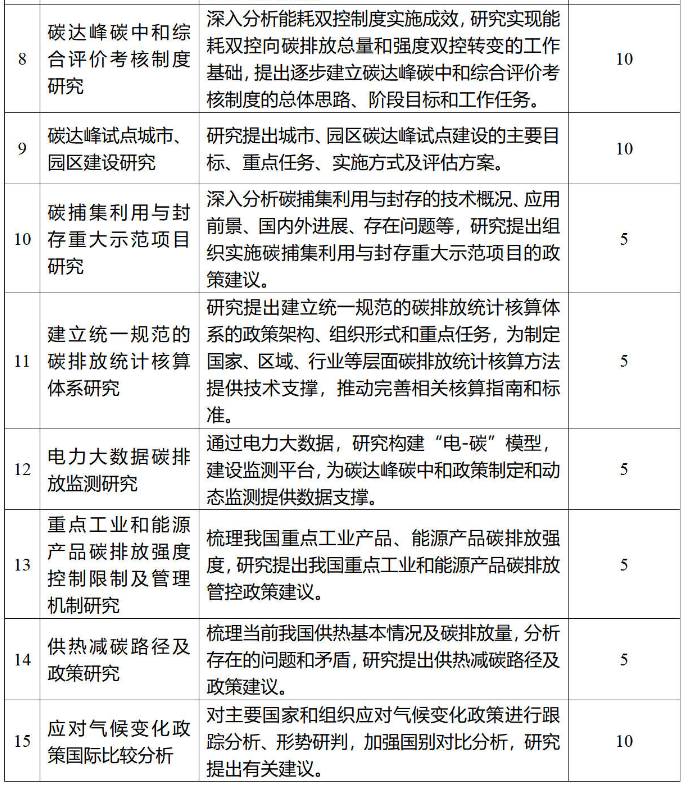 8
碳达峰碳中和综
合评价考核制度
研究
深入分析能耗双控制度实施成效，研究实现能
耗双控向碳排放总量和强度双控转变的工作
基础，提出逐步建立碳达峰碳中和综合评价考
核制度的总体思路、阶段目标和工作任务。
10
9
碳达峰试点城市、
园区建设研究
研究提出城市、园区碳达峰试点建设的主要目
标、重点任务、实施方式及评估方案。
10
10
碳捕集利用与封
存重大示范项目
研究
深入分析碳捕集利用与封存的技术概况、应用
前景、国内外进展、存在问题等，研究提出组
织实施碳捕集利用与封存重大示范项目的政
策建议。
5
11
建立统一规范的
碳排放统计核算
体系研究
研究提出建立统一规范的碳排放统计核算体
系的政策架构、组织形式和重点任务，为制定
国家、区域、行业等层面碳排放统计核算方法
提供技术支撑，推动完善相关核算指南和标
准。
5
12
电力大数据碳排
放监测研究
通过电力大数据，研究构建“电-碳”模型，
建设监测平台，为碳达峰碳中和政策制定和动
态监测提供数据支撑。
5
13
重点工业和能源
产品碳排放强度
控制限制及管理
机制研究
梳理我国重点工业产品、能源产品碳排放强
度，研究提出我国重点工业和能源产品碳排放
管控政策建议。
5
14
供热减碳路径及
政策研究
梳理当前我国供热基本情况及碳排放量，分析
存在的问题和矛盾，研究提出供热减碳路径及
政策建议。
5
15
应对气候变化政
策国际比较分析
对主要国家和组织应对气候变化政策进行跟
踪分析、形势研判，加强国别对比分析，研究
提出有关建议。
10